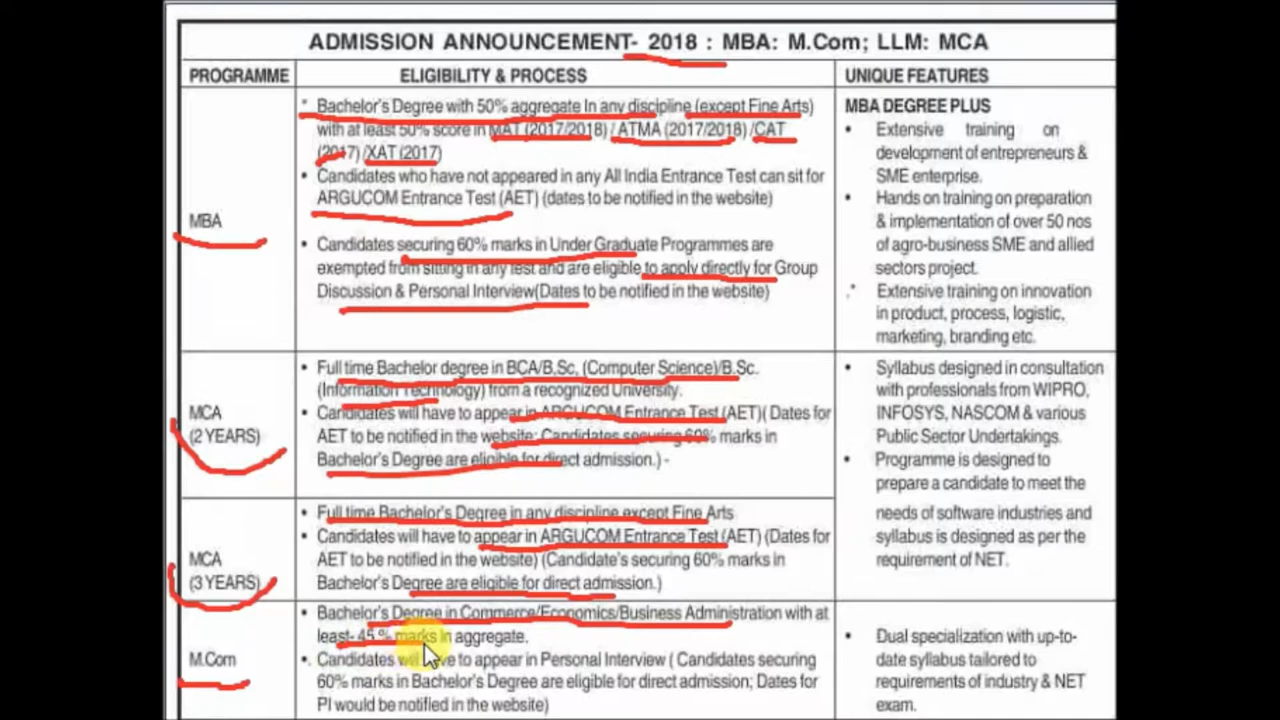 ADMISSION ANNOUNCEMENT- 2018 : MBA: M.Com; LLM: MCA
PROGRAMME
ELIGIBILITY & PROCESS
UNIQUE FEATURES
MBA
* Bachelor's Degree with 50% aggregate In any discipline (except Fine Arts)
with at least 50% score in MAT (2017/2018) / ATMA (2017/2018) /CAT
(2017) /XAT (2017)
• Candidates who have not appeared in any All India Entrance Test can sit for
ARGUCOM Entrance Test (AET) (dates to be notified in the website)
• Candidates securing 60% marks in Under Graduate Programmes are
exempted from sitting in any test and are eligible to apply directly for Group
Discussion & Personal Interview(Dates to be notified in the website)
MBA DEGREE PLUS
• Extensive training on
development of entrepreneurs &
SME enterprise.
• Hands on training on preparation
& implementation of over 50 nos
of agro-business SME and allied
sectors project.
.* Extensive training on innovation
in product, process, logistic,
marketing, branding etc.
MCA
(2 YEARS)
• Full time Bachelor degree in BCA/B.Sc. (Computer Science)/B.Sc.
(Information Technology) from a recognized University.
• Candidates will have to appear in ARGUCOM Entrance Test (AET)( Dates for
AET to be notified in the website; Candidates securing 60% marks in
Bachelor's Degree are eligible for direct admission.) -
• Syllabus designed in consultation
with professionals from WIPRO,
INFOSYS, NASCOM & various
Public Sector Undertakings.
• Programme is designed to
prepare a candidate to meet the
needs of software industries and
syllabus is designed as per the
requirement of NET.
MCA
(3 YEARS)
• Full time Bachelor's Degree in any discipline except Fine Arts
• Candidates will have to appear in ARGUCOM Entrance Test (AET) (Dates for
AET to be notified in the website) (Candidate's securing 60% marks in
Bachelor's Degree are eligible for direct admission.)
M.Com
• Bachelor's Degree in Commerce/Economics/Business Administration with at
least- 45 % marks in aggregate.
•. Candidates will have to appear in Personal Interview ( Candidates securing
60% marks in Bachelor's Degree are eligible for direct admission; Dates for
PI would be notified in the website)
• Dual specialization with up-to-
date syllabus tailored to
requirements of industry & NET
exam.